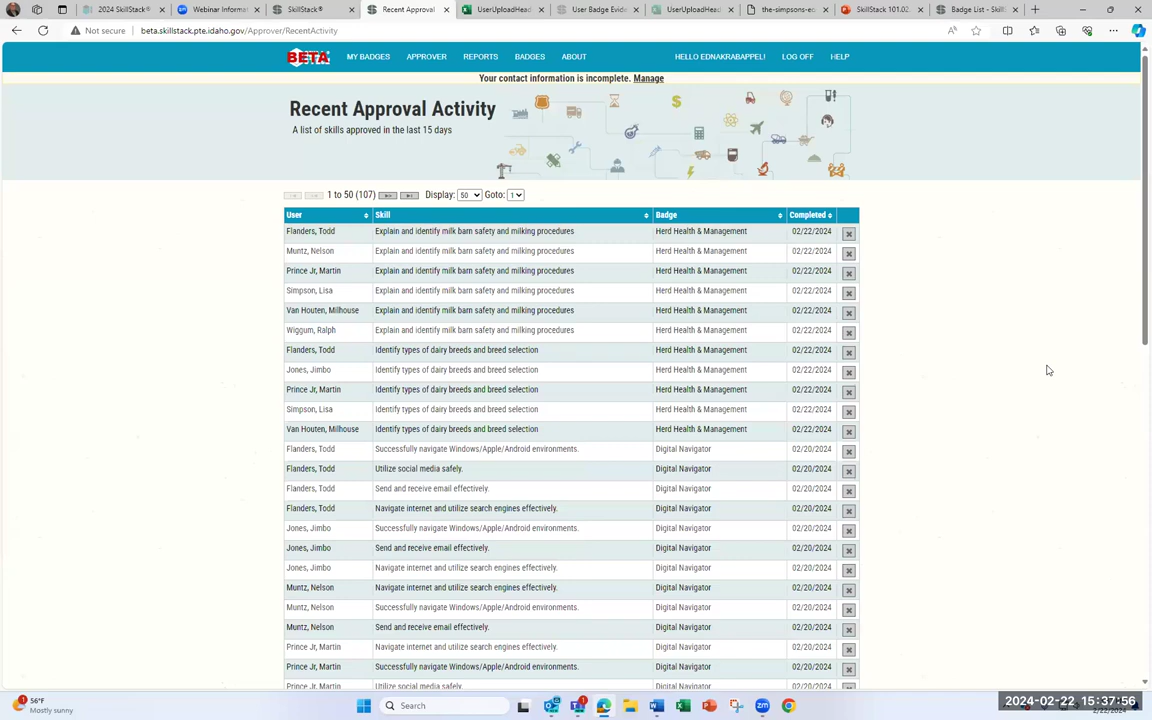 2024 SkillStack®
Webinar Informat
SkillStack®
Recent Approval
UserUploadHead
User Badge Evid
UserUploadHead
the-simpsons-es
SkillStack 101.02
Badge List - Skill
Not secure
beta.skillstack.pte.idaho.gov/Approver/RecentActivity
BETA MY BADGES APPROVER REPORTS BADGES ABOUT HELLO EDNAKRABAPPEL! LOG OFF HELP
Your contact information is incomplete. Manage
Recent Approval Activity
A list of skills approved in the last 15 days
1 to 50 (107) Display: 50 Goto: 1
User Skill Badge Completed
Flanders, Todd Explain and identify milk barn safety and milking procedures Herd Health & Management 02/22/2024
Muntz, Nelson Explain and identify milk barn safety and milking procedures Herd Health & Management 02/22/2024
Prince Jr, Martin Explain and identify milk barn safety and milking procedures Herd Health & Management 02/22/2024
Simpson, Lisa Explain and identify milk barn safety and milking procedures Herd Health & Management 02/22/2024
Van Houten, Milhouse Explain and identify milk barn safety and milking procedures Herd Health & Management 02/22/2024
Wiggum, Ralph Explain and identify milk barn safety and milking procedures Herd Health & Management 02/22/2024
Flanders, Todd Identify types of dairy breeds and breed selection Herd Health & Management 02/22/2024
Jones, Jimbo Identify types of dairy breeds and breed selection Herd Health & Management 02/22/2024
Prince Jr, Martin Identify types of dairy breeds and breed selection Herd Health & Management 02/22/2024
Simpson, Lisa Identify types of dairy breeds and breed selection Herd Health & Management 02/22/2024
Van Houten, Milhouse Identify types of dairy breeds and breed selection Herd Health & Management 02/22/2024
Flanders, Todd Successfully navigate Windows/Apple/Android environments. Digital Navigator 02/20/2024
Flanders, Todd Utilize social media safely. Digital Navigator 02/20/2024
Flanders, Todd Send and receive email effectively. Digital Navigator 02/20/2024
Flanders, Todd Navigate internet and utilize search engines effectively. Digital Navigator 02/20/2024
Jones, Jimbo Successfully navigate Windows/Apple/Android environments. Digital Navigator 02/20/2024
Jones, Jimbo Send and receive email effectively. Digital Navigator 02/20/2024
Jones, Jimbo Navigate internet and utilize search engines effectively. Digital Navigator 02/20/2024
Muntz, Nelson Navigate internet and utilize search engines effectively. Digital Navigator 02/20/2024
Muntz, Nelson Successfully navigate Windows/Apple/Android environments. Digital Navigator 02/20/2024
Muntz, Nelson Send and receive email effectively. Digital Navigator 02/20/2024
Prince Jr, Martin Navigate internet and utilize search engines effectively. Digital Navigator 02/20/2024
Prince Jr, Martin Successfully navigate Windows/Apple/Android environments. Digital Navigator 02/20/2024
Prince Jr, Martin Utilize social media safely. Digital Navigator 02/20/2024
56°F
Mostly sunny
Search
2024-02-22, 15:37:56